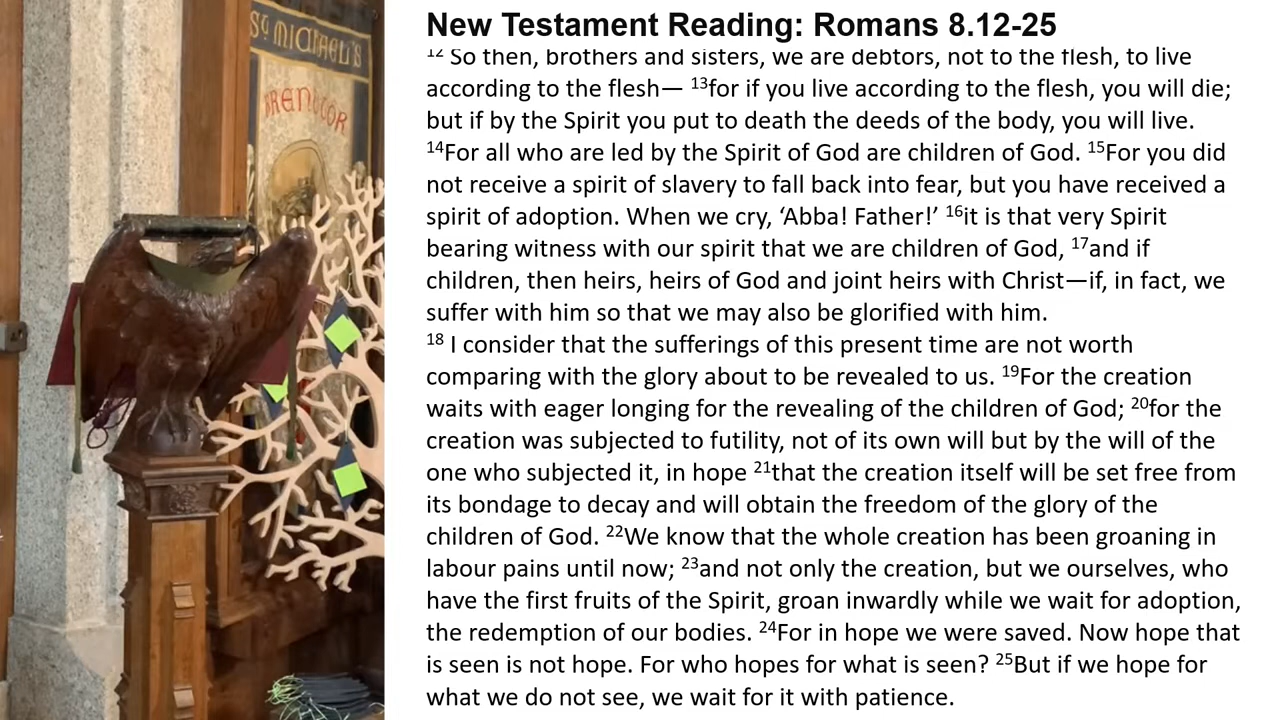 ST MICHAEL'S
BRENTOR
New Testament Reading: Romans 8.12-25
12 So then, brothers and sisters, we are debtors, not to the flesh, to live
according to the flesh— 13for if you live according to the flesh, you will die;
but if by the Spirit you put to death the deeds of the body, you will live.
14For all who are led by the Spirit of God are children of God. 15For you did
not receive a spirit of slavery to fall back into fear, but you have received a
spirit of adoption. When we cry, ‘Abba! Father!’ 16it is that very Spirit
bearing witness with our spirit that we are children of God, 17and if
children, then heirs, heirs of God and joint heirs with Christ—if, in fact, we
suffer with him so that we may also be glorified with him.
18 I consider that the sufferings of this present time are not worth
comparing with the glory about to be revealed to us. 19For the creation
waits with eager longing for the revealing of the children of God; 20for the
creation was subjected to futility, not of its own will but by the will of the
one who subjected it, in hope 21that the creation itself will be set free from
its bondage to decay and will obtain the freedom of the glory of the
children of God. 22We know that the whole creation has been groaning in
labour pains until now; 23and not only the creation, but we ourselves, who
have the first fruits of the Spirit, groan inwardly while we wait for adoption,
the redemption of our bodies. 24For in hope we were saved. Now hope that
is seen is not hope. For who hopes for what is seen? 25But if we hope for
what we do not see, we wait for it with patience.